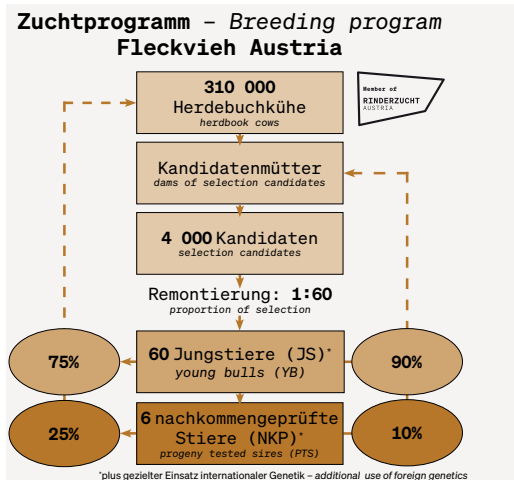 Zuchtprogramm – Breeding program
Fleckvieh Austria
310 000
Herdebuchkühe
herdbook cows
Member of
RINDERZUCHT
AUSTRIA
Kandidatenmütter
dams of selection candidates
4 000 Kandidaten
selection candidates
Remontierung: 1:60
proportion of selection
75%
60 Jungstiere (JS)*
young bulls (YB)
90%
25%
6 nachkommengeprüfte
Stiere (NKP)*
progeny tested sires (PTS)
10%
*plus gezielter Einsatz internationaler Genetik – additional use of foreign genetics